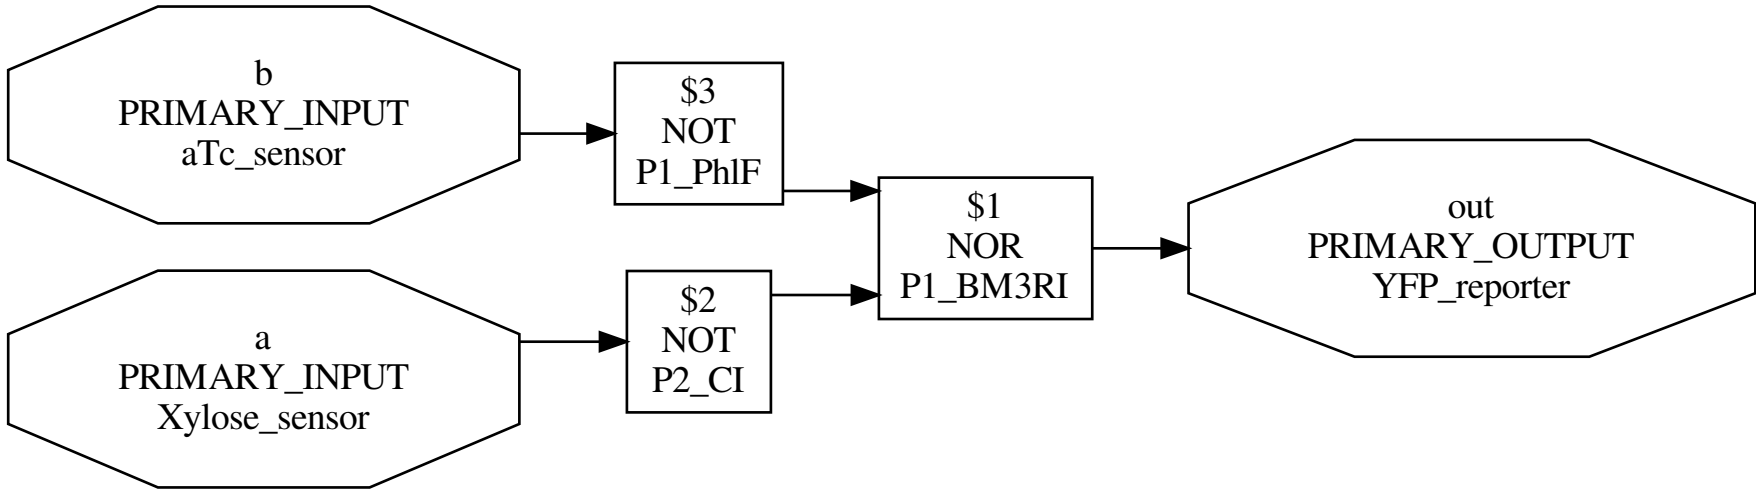 b
PRIMARY_INPUT
aTc_sensor
$3
NOT
P1_PhlF
a
PRIMARY_INPUT
Xylose_sensor
$2
NOT
P2_CI
$1
NOR
P1_BM3RI
out
PRIMARY_OUTPUT
YFP_reporter